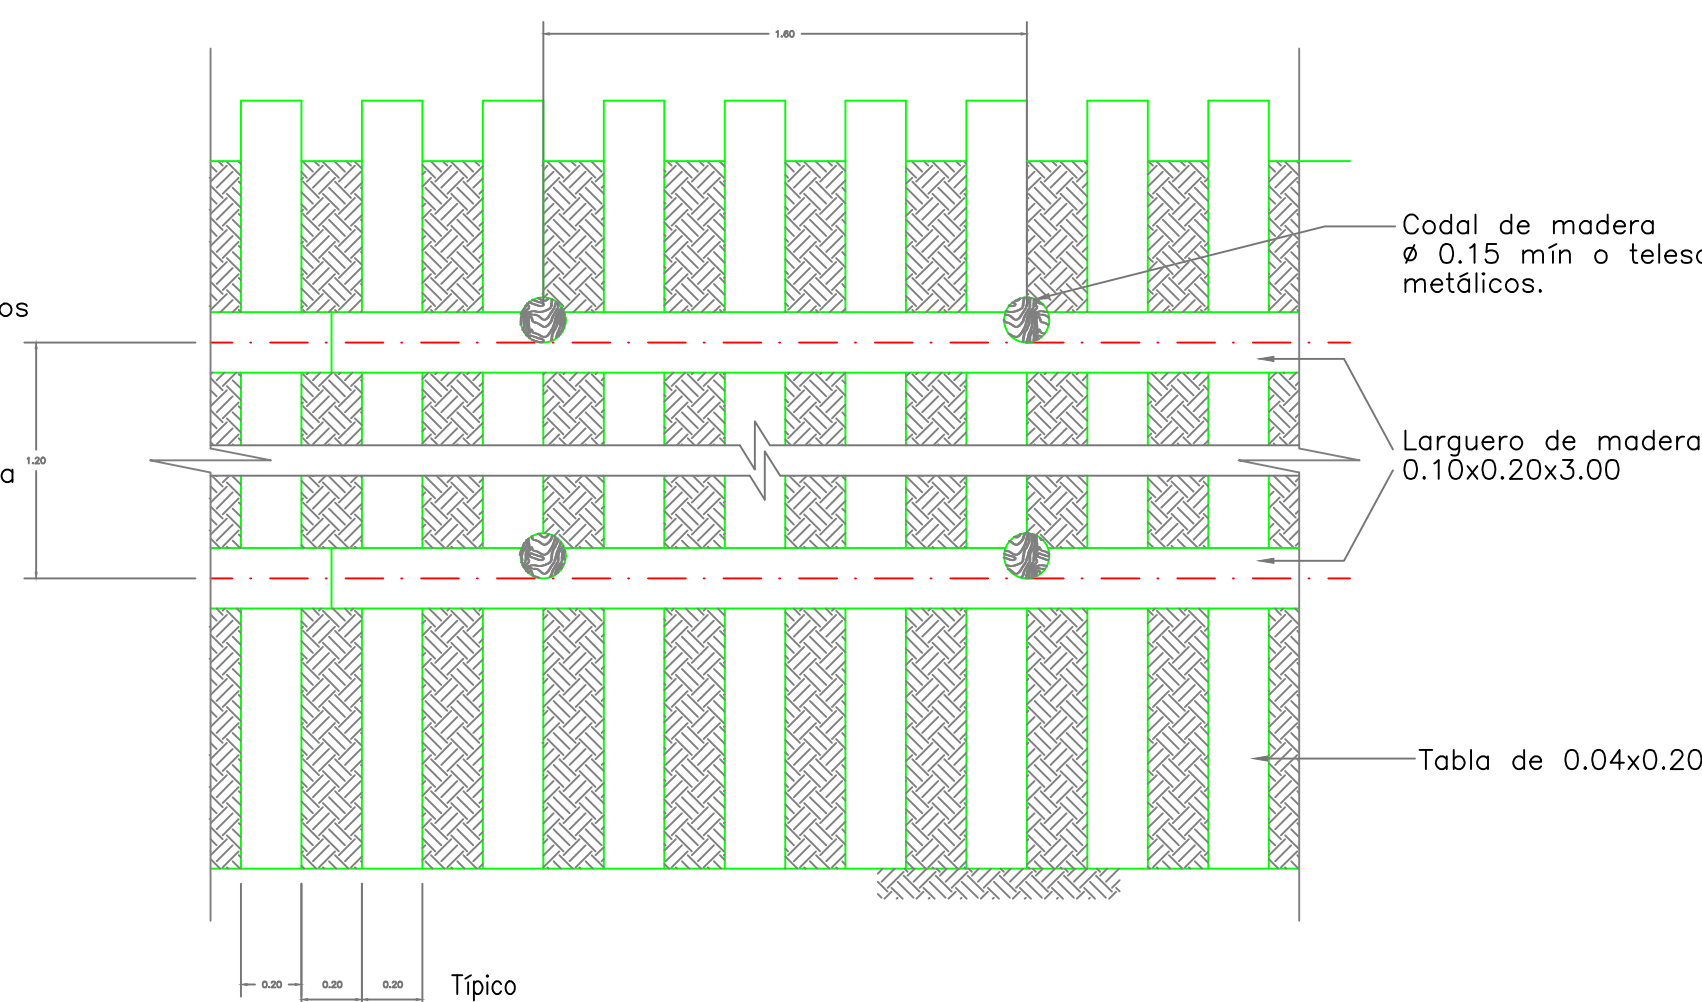 1.60
Codal de madera
ø 0.15 mín o telesc
metálicos.
os
Larguero de madera
0.10x0.20x3.00
1.20
a
Tabla de 0.04x0.20
0.20 0.20 0.20 Típico